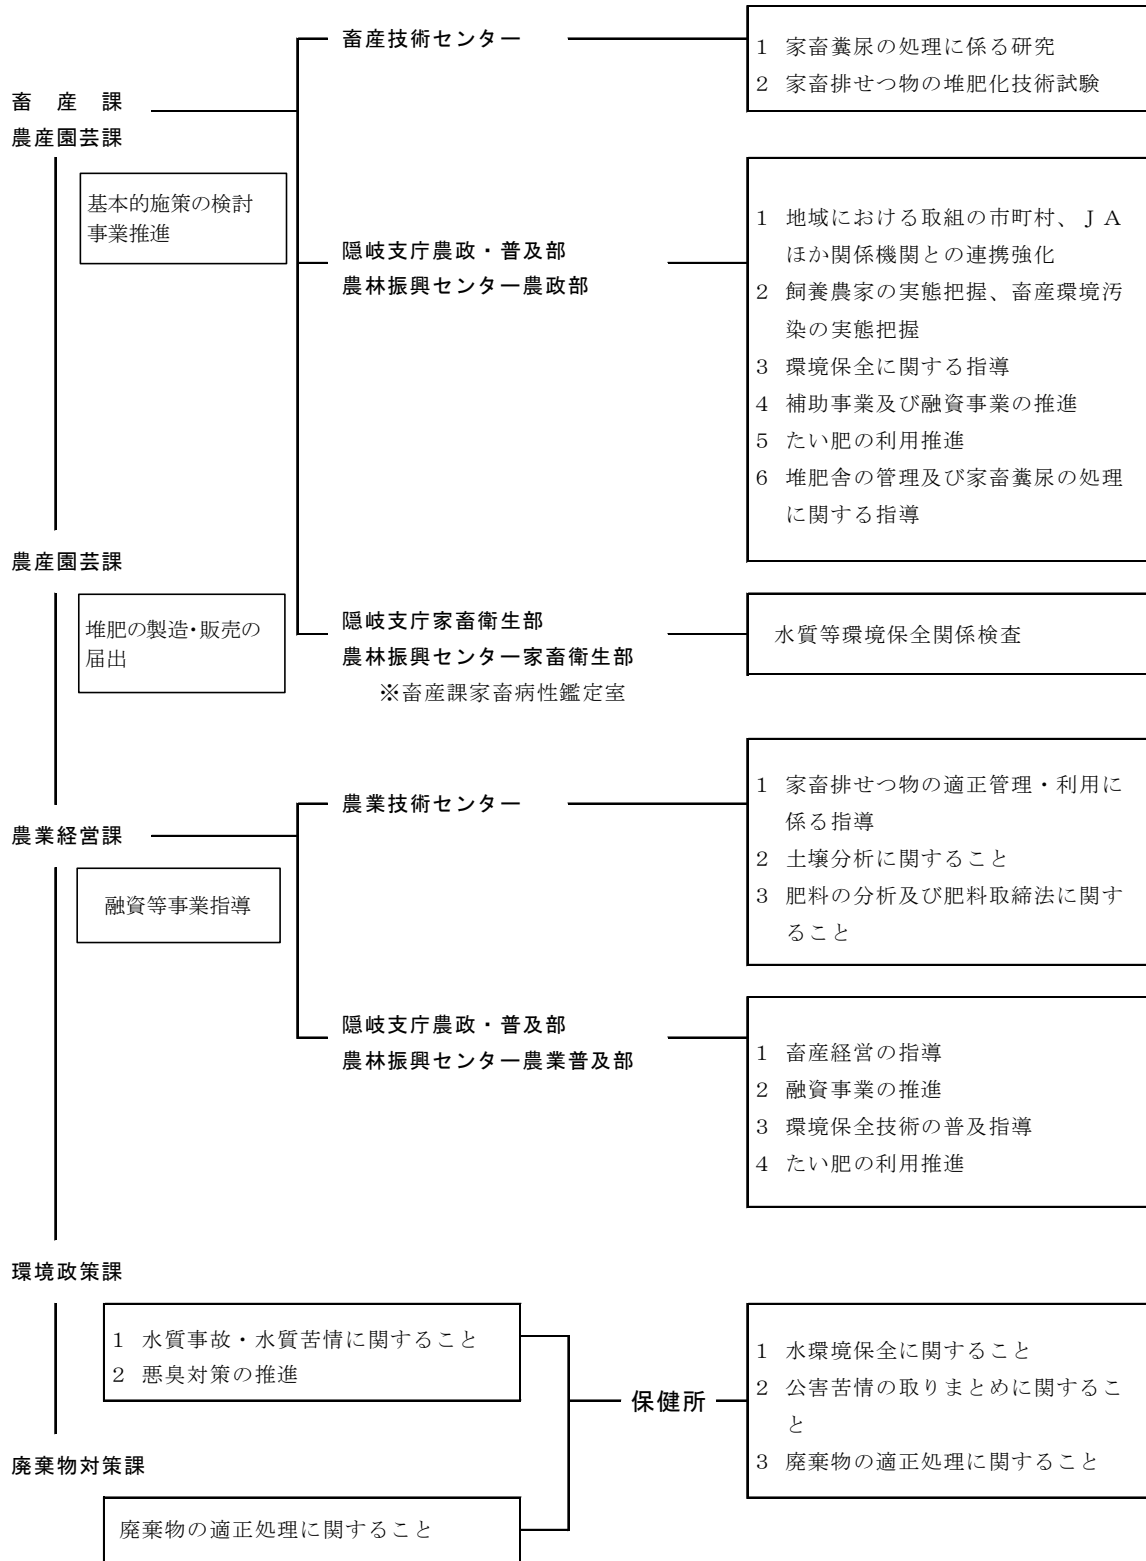 畜産技術センター
1 家畜糞尿の処理に係る研究
2 家畜排せつ物の堆肥化技術試験
畜 産 課
農産園芸課
基本的施策の検討
事業推進
隠岐支庁農政・普及部
農林振興センター農政部
1 地域における取組の市町村、ＪＡ
ほか関係機関との連携強化
2 飼養農家の実態把握、畜産環境汚
染の実態把握
3 環境保全に関する指導
4 補助事業及び融資事業の推進
5 たい肥の利用推進
6 堆肥舎の管理及び家畜糞尿の処理
に関する指導
農産園芸課
堆肥の製造・販売の
届出
隠岐支庁家畜衛生部
農林振興センター家畜衛生部
※畜産課家畜病性鑑定室
水質等環境保全関係検査
農業経営課
融資等事業指導
農業技術センター
1 家畜排せつ物の適正管理・利用に
係る指導
2 土壌分析に関すること
3 肥料の分析及び肥料取締法に関す
ること
隠岐支庁農政・普及部
農林振興センター農業普及部
1 畜産経営の指導
2 融資事業の推進
3 環境保全技術の普及指導
4 たい肥の利用推進
環境政策課
1 水質事故・水質苦情に関すること
2 悪臭対策の推進
保健所
1 水環境保全に関すること
2 公害苦情の取りまとめに関するこ
と
3 廃棄物の適正処理に関すること
廃棄物対策課
廃棄物の適正処理に関すること